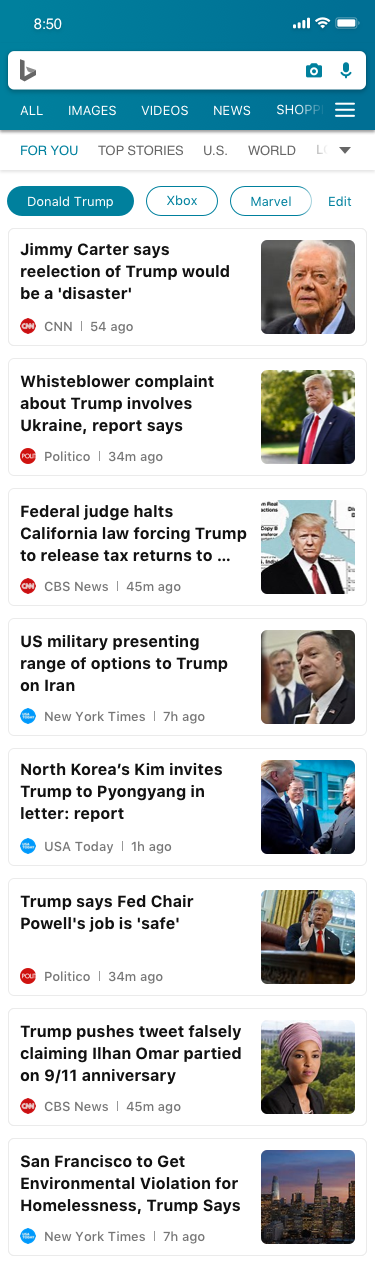 8:50
ALL IMAGES VIDEOS NEWS SHOPP
FOR YOU TOP STORIES U.S. WORLD
Donald Trump Xbox Marvel Edit
Jimmy Carter says
reelection of Trump would
be a 'disaster'
CNN | 54 ago
Whisteblower complaint
about Trump involves
Ukraine, report says
Politico | 34m ago
Federal judge halts
California law forcing Trump
to release tax returns to ...
CBS News | 45m ago
US military presenting
range of options to Trump
on Iran
New York Times | 7h ago
North Korea’s Kim invites
Trump to Pyongyang in
letter: report
USA Today | 1h ago
Trump says Fed Chair
Powell's job is 'safe'
Politico | 34m ago
Trump pushes tweet falsely
claiming Ilhan Omar partied
on 9/11 anniversary
CBS News | 45m ago
San Francisco to Get
Environmental Violation for
Homelessness, Trump Says
New York Times | 7h ago